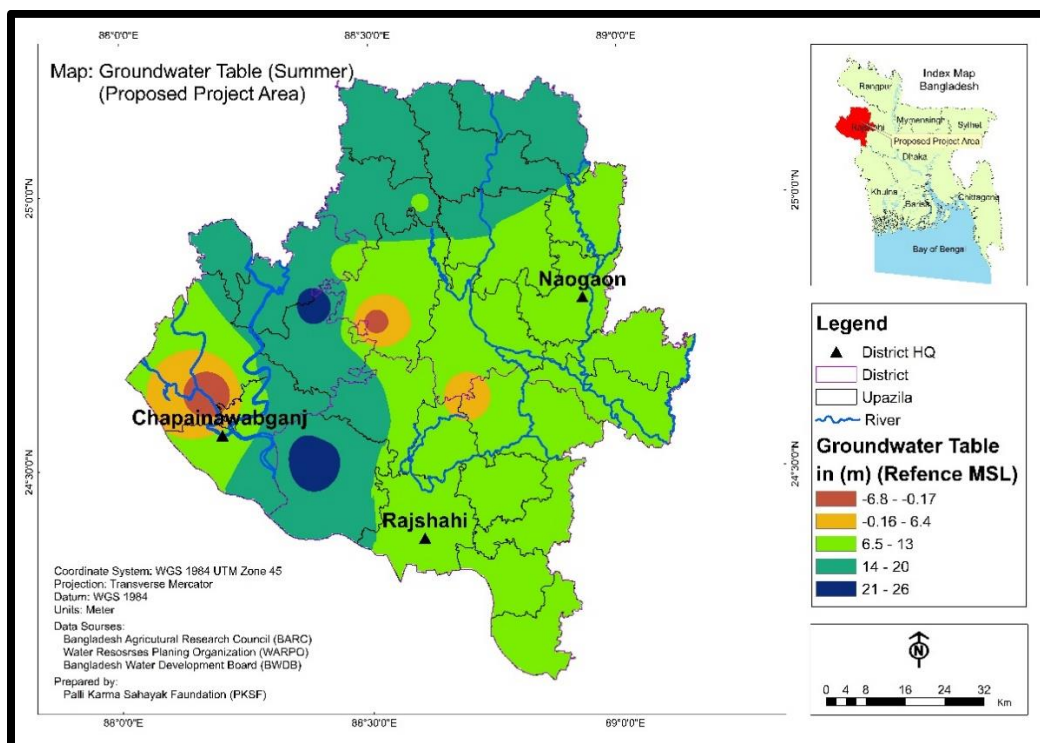 88°0'0"E
88°30'0"E
89°0'0"E
Map: Groundwater Table (Summer)
(Proposed Project Area)
25°0'0"N
24°30'0"N
Naogaon
Chapainawabganj
Rajshahi
Coordinate System: WGS 1984 UTM Zone 45
Projection: Transverse Mercator
Datum: WGS 1984
Units: Meter
Data Sourses:
Bangladesh Agricutural Research Council (BARC)
Water Resorsres Planing Organization (WARPO)
Bangladesh Water Development Board (BWDB)
Prepared by:
Palli Karma Sahayak Foundation (PKSF)
88°0'0"E
88°30'0"E
89°0'0"E
25°0'0"N
24°30'0"N
Index Map
Bangladesh
Rangpur
Mymensingh
Sylhet
Rajshahi
Proposed Project Area
Dhaka
Khulna
Barisal
Chittagong
Bay of Bengal
Legend
District HQ
District
Upazila
River
Groundwater Table
in (m) (Refence MSL)
-6.8 - -0.17
-0.16 - 6.4
6.5 - 13
14 - 20
21 - 26
N
0 4 8 16 24 32
Km